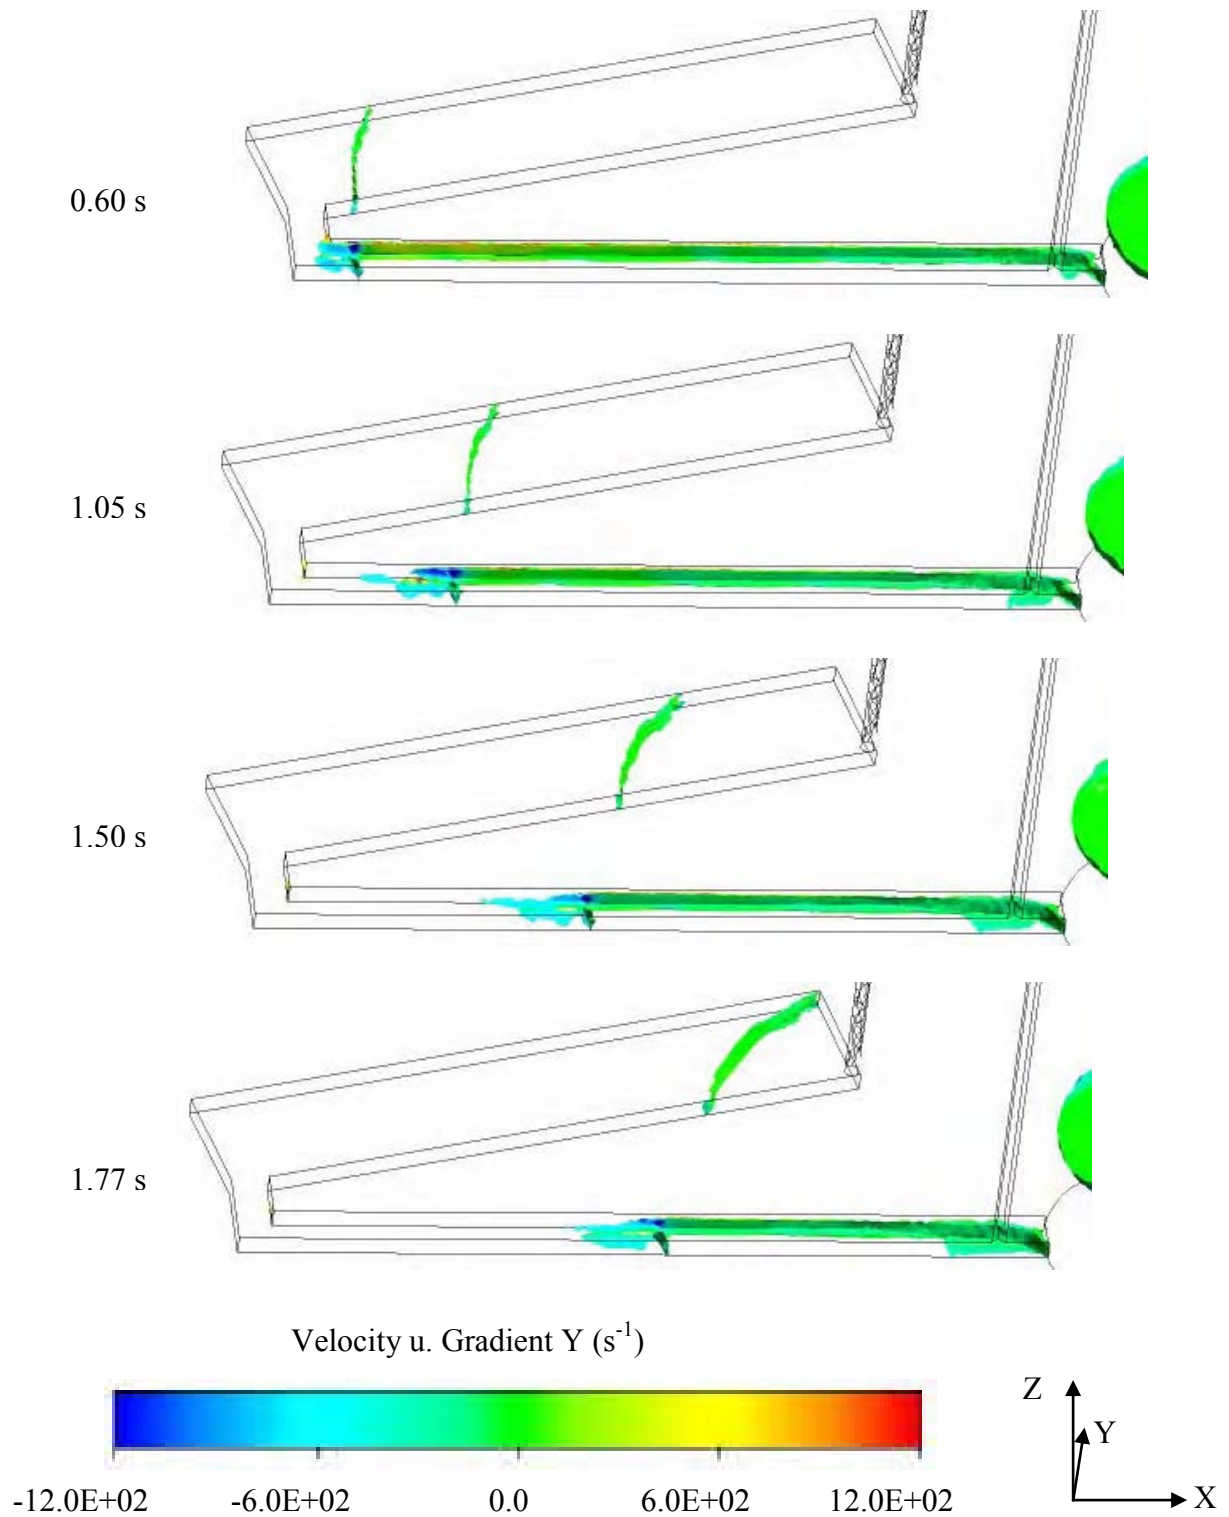 0.60 s
1.05 s
1.50 s
1.77 s
Velocity u. Gradient Y (s⁻¹)
-12.0E+02 -6.0E+02 0.0 6.0E+02 12.0E+02
Z
Y
X